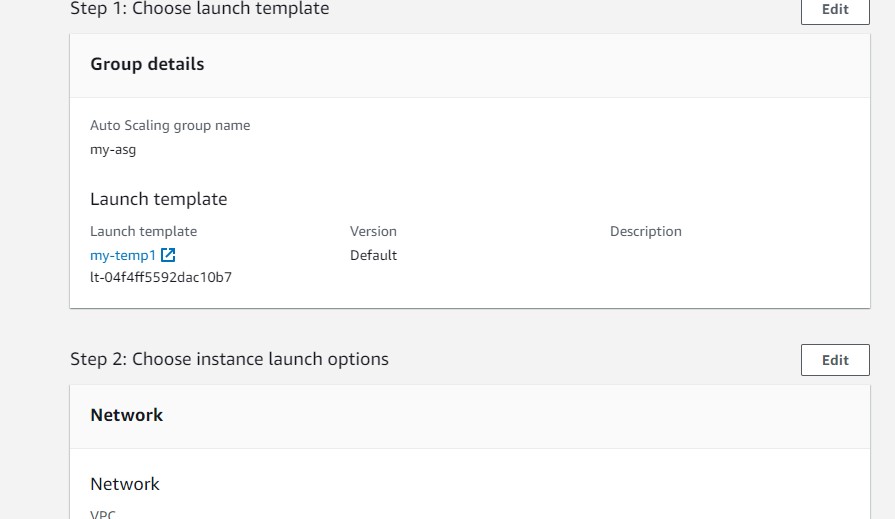 Step 1: Choose launch template
Edit
Group details
Auto Scaling group name
my-asg
Launch template
Launch template Version Description
my-temp1 Default
lt-04f4ff5592dac10b7
Step 2: Choose instance launch options
Edit
Network
Network
VPC